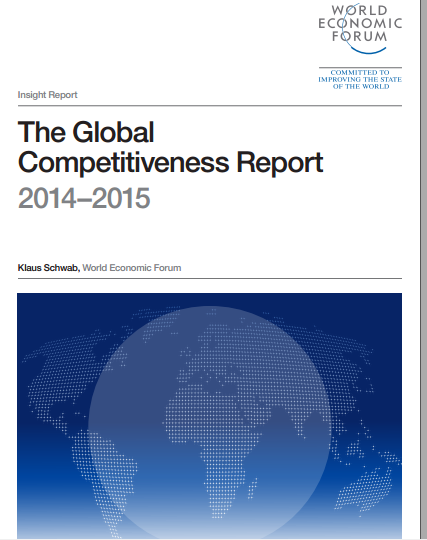 WORLD
ECONOMIC
FORUM
COMMITTED TO
IMPROVING THE STATE
OF THE WORLD
Insight Report
The Global
Competitiveness Report
2014–2015
Klaus Schwab, World Economic Forum